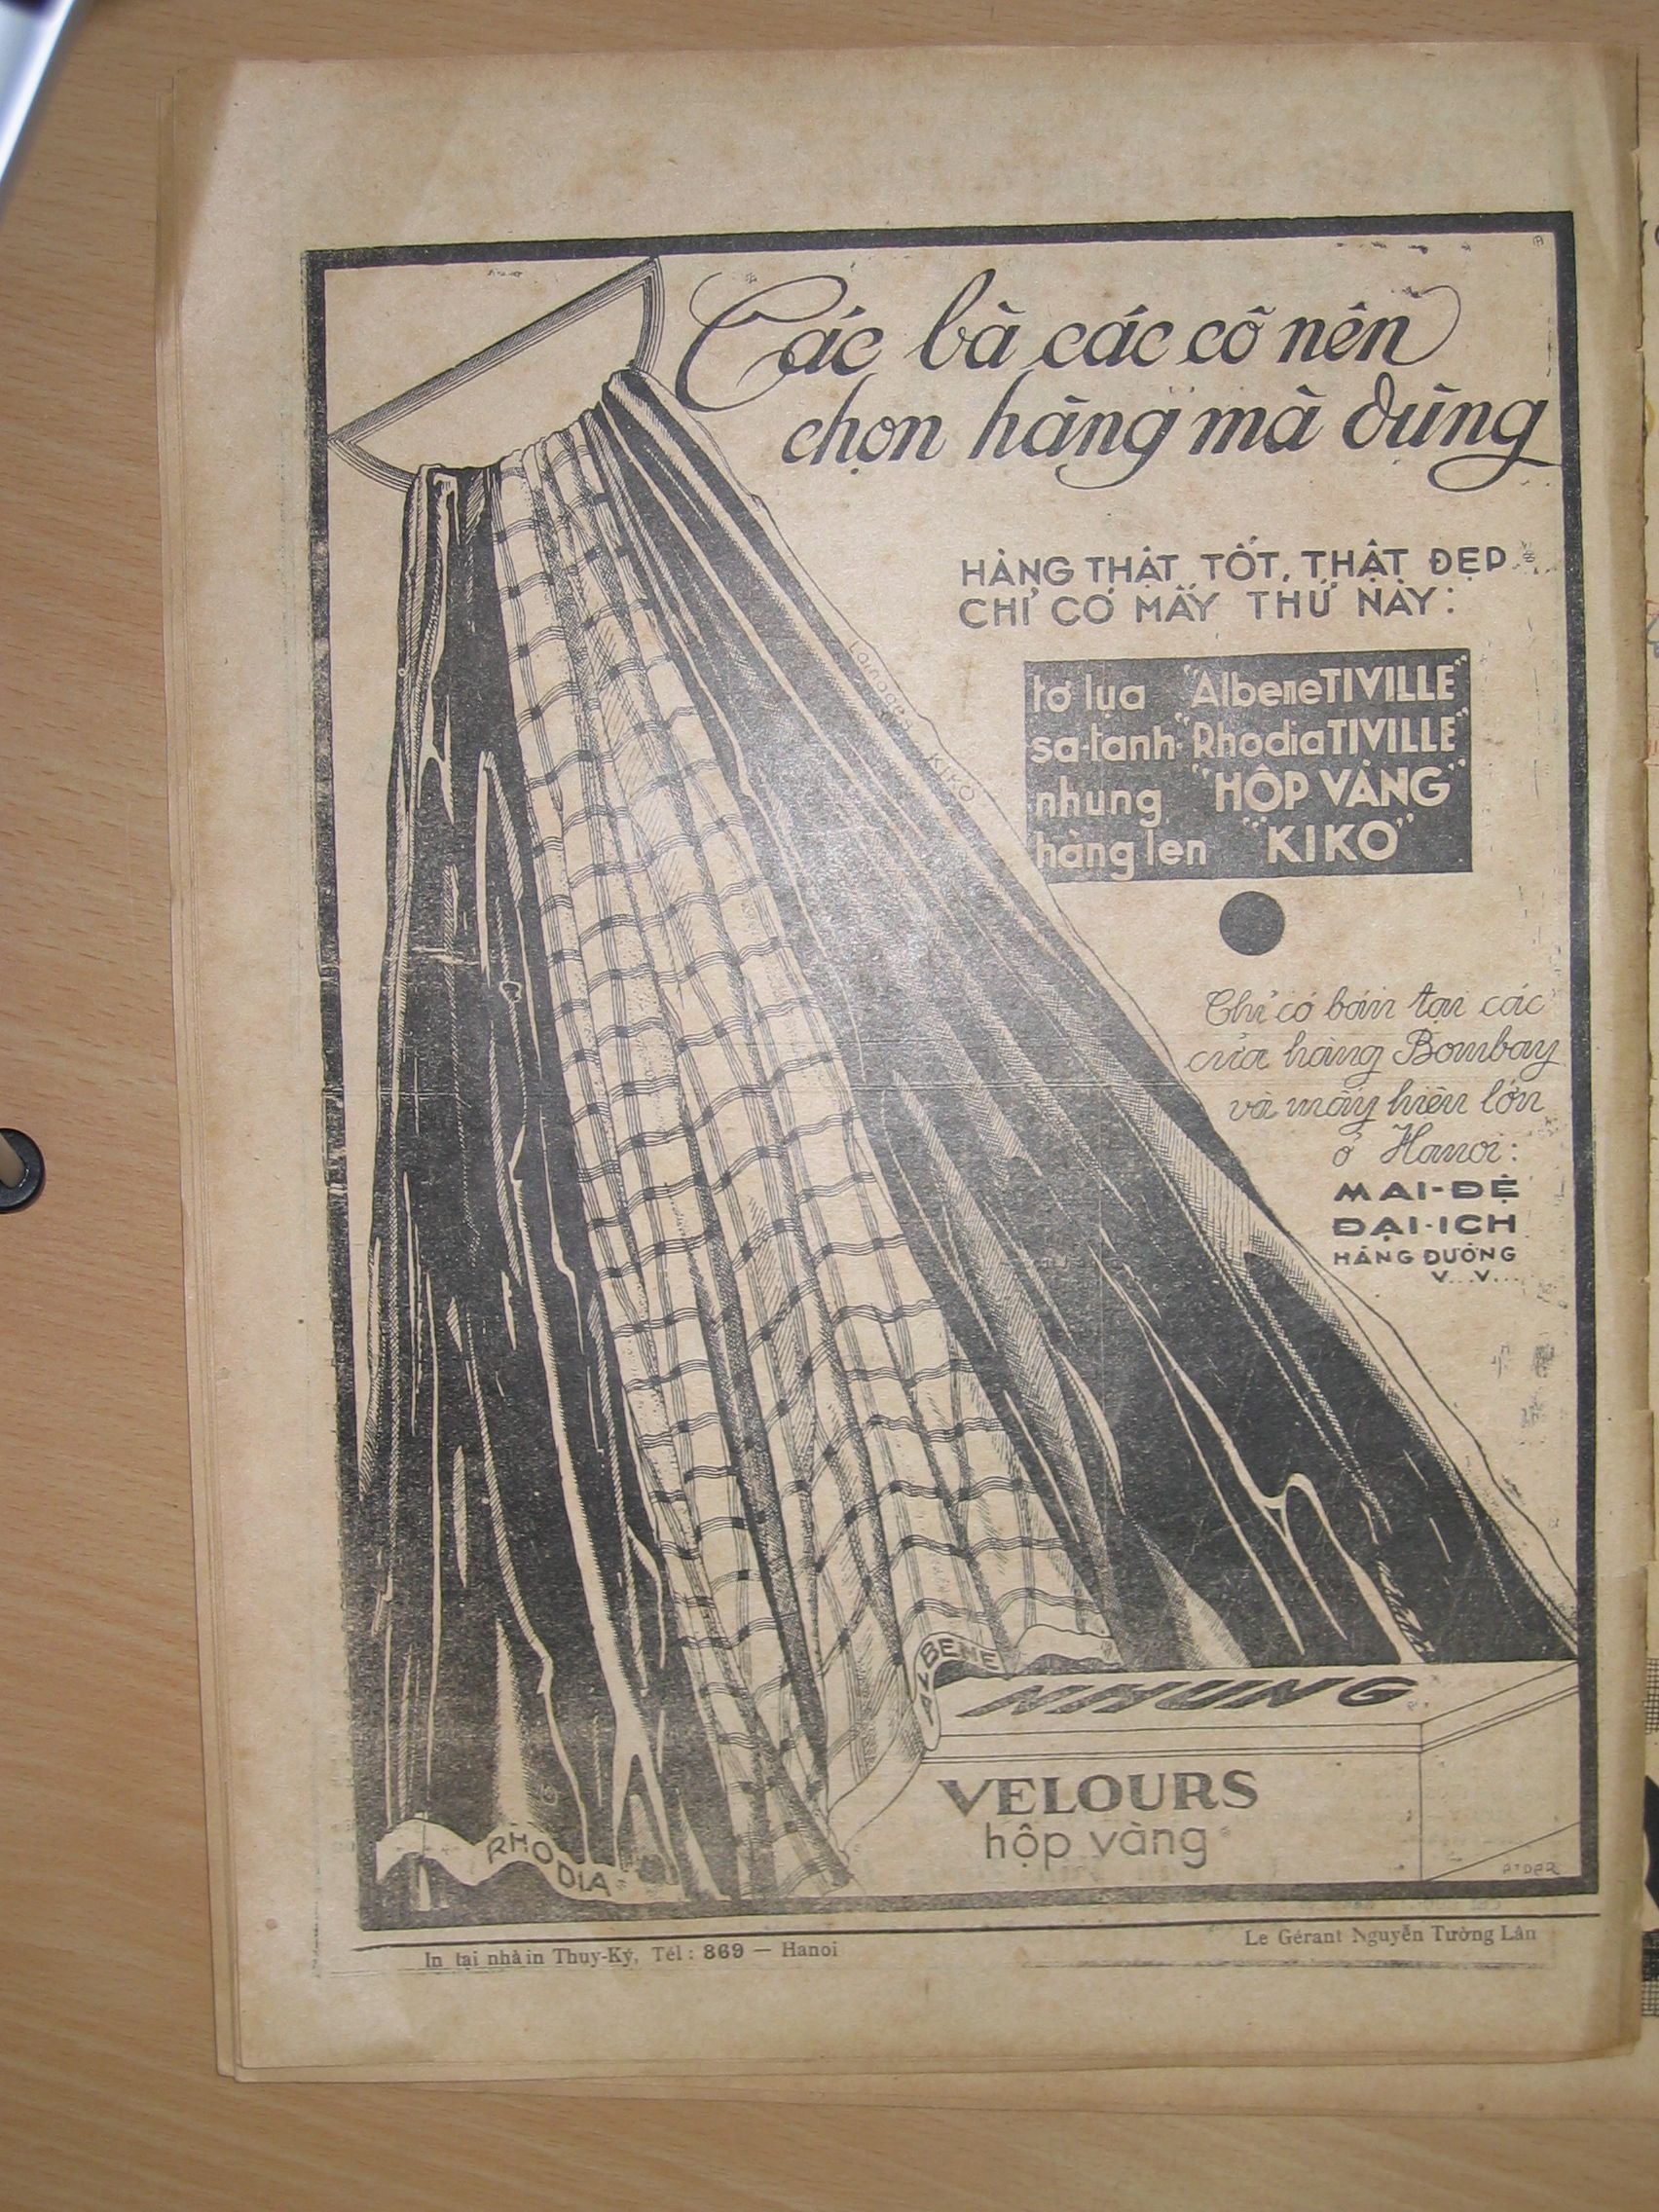 Các bà các cô nên
chọn hàng mà dùng
HÀNG THẬT TỐT, THẬT ĐẸP
CHỈ CÓ MẤY THỨ NÀY:
tơ lụa "AlbeneTIVILLE"
sa-tanh "RhodiaTIVILLE"
nhung "HỘP VÀNG"
hàng len "KIKO"
Lainages KIKO
Chỉ có bán tại các
cửa hàng Bombay
và mấy hiệu lớn
ở Hanoi:
MAI-ĐỆ
ĐẠI-ICH
HÀNG ĐƯỜNG
V...V...
ALBENE
NHUNG
VELOURS
hộp vàng
RHODIA
In tại nhà in Thuy-Ký, Tél: 869 — Hanoi
Le Gérant Nguyễn Tường Lân